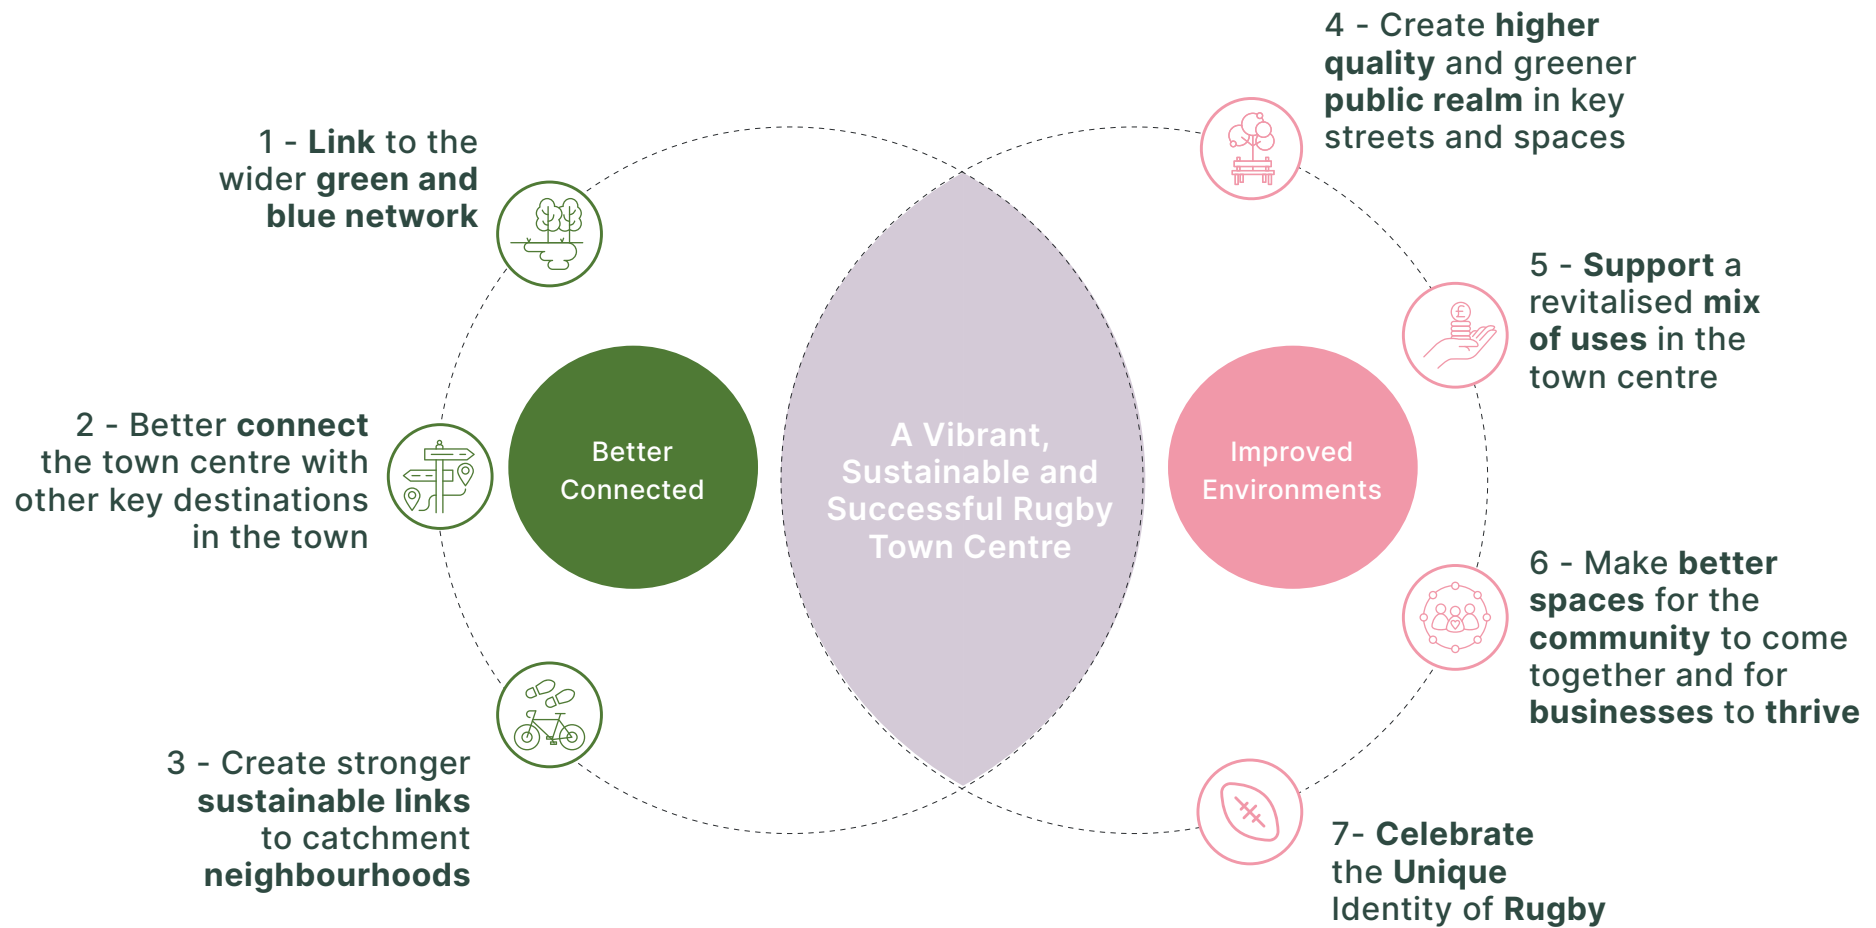 1 - Link to the
wider green and
blue network
2 - Better connect
the town centre with
other key destinations
in the town
3 - Create stronger
sustainable links
to catchment
neighbourhoods
Better
Connected
A Vibrant,
Sustainable and
Successful Rugby
Town Centre
Improved
Environments
4 - Create higher
quality and greener
public realm in key
streets and spaces
5 - Support a
revitalised mix
of uses in the
town centre
£
6 - Make better
spaces for the
community to come
together and for
businesses to thrive
7- Celebrate
the Unique
Identity of Rugby